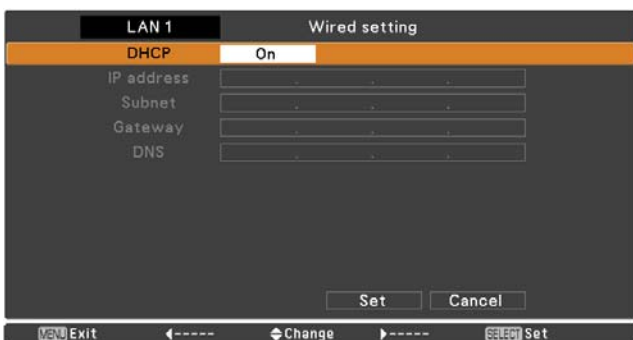 LAN 1 Wired setting
DHCP On
IP address . . .
Subnet . . .
Gateway . . .
DNS . . .
Set Cancel
MENU Exit ◀----- ◆Change ▶----- SELECT Set